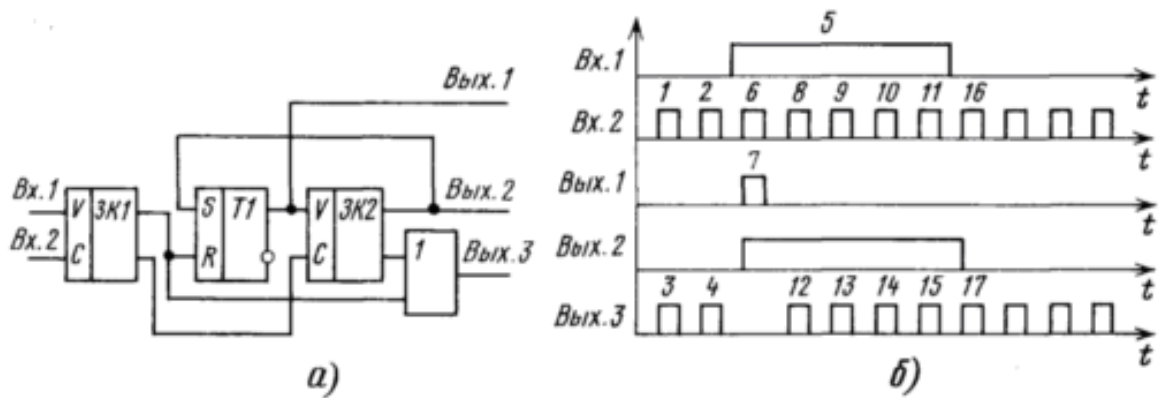 Вых.1
Вх.1
V
ЗК1
S
Т1
V
ЗК2
Вых.2
Вх.2
C
R
C
1
Вых.3
а)
5
Вх.1
t
1 2 6 8 9 10 11 16
Вх.2
t
7
Вых.1
t
Вых.2
t
3 4 12 13 14 15 17
Вых.3
t
б)